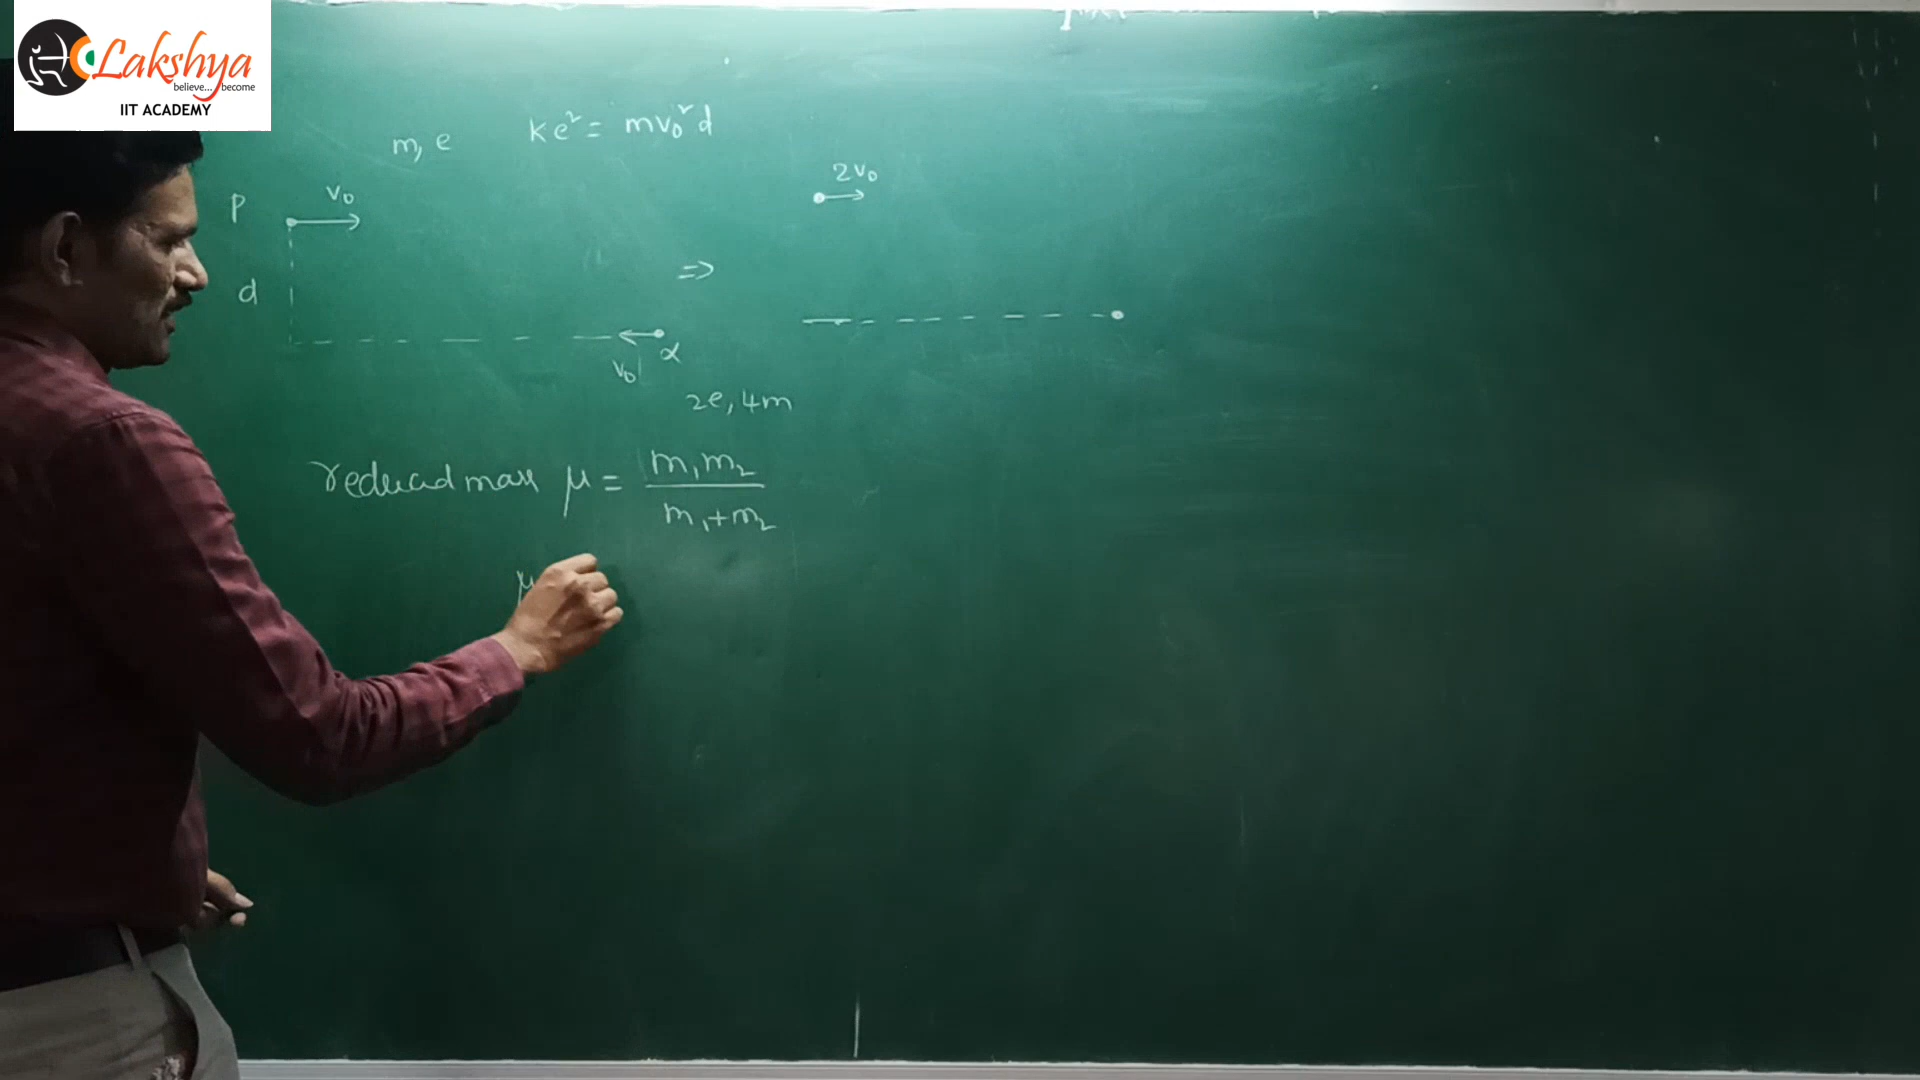 Lakshya
believe... become
IIT ACADEMY
m, e ke² = mv₀²d
2v₀
p v₀
d
=>
v₀ α
2e, 4m
reduced mass μ = m₁m₂ / m₁+m₂
μ